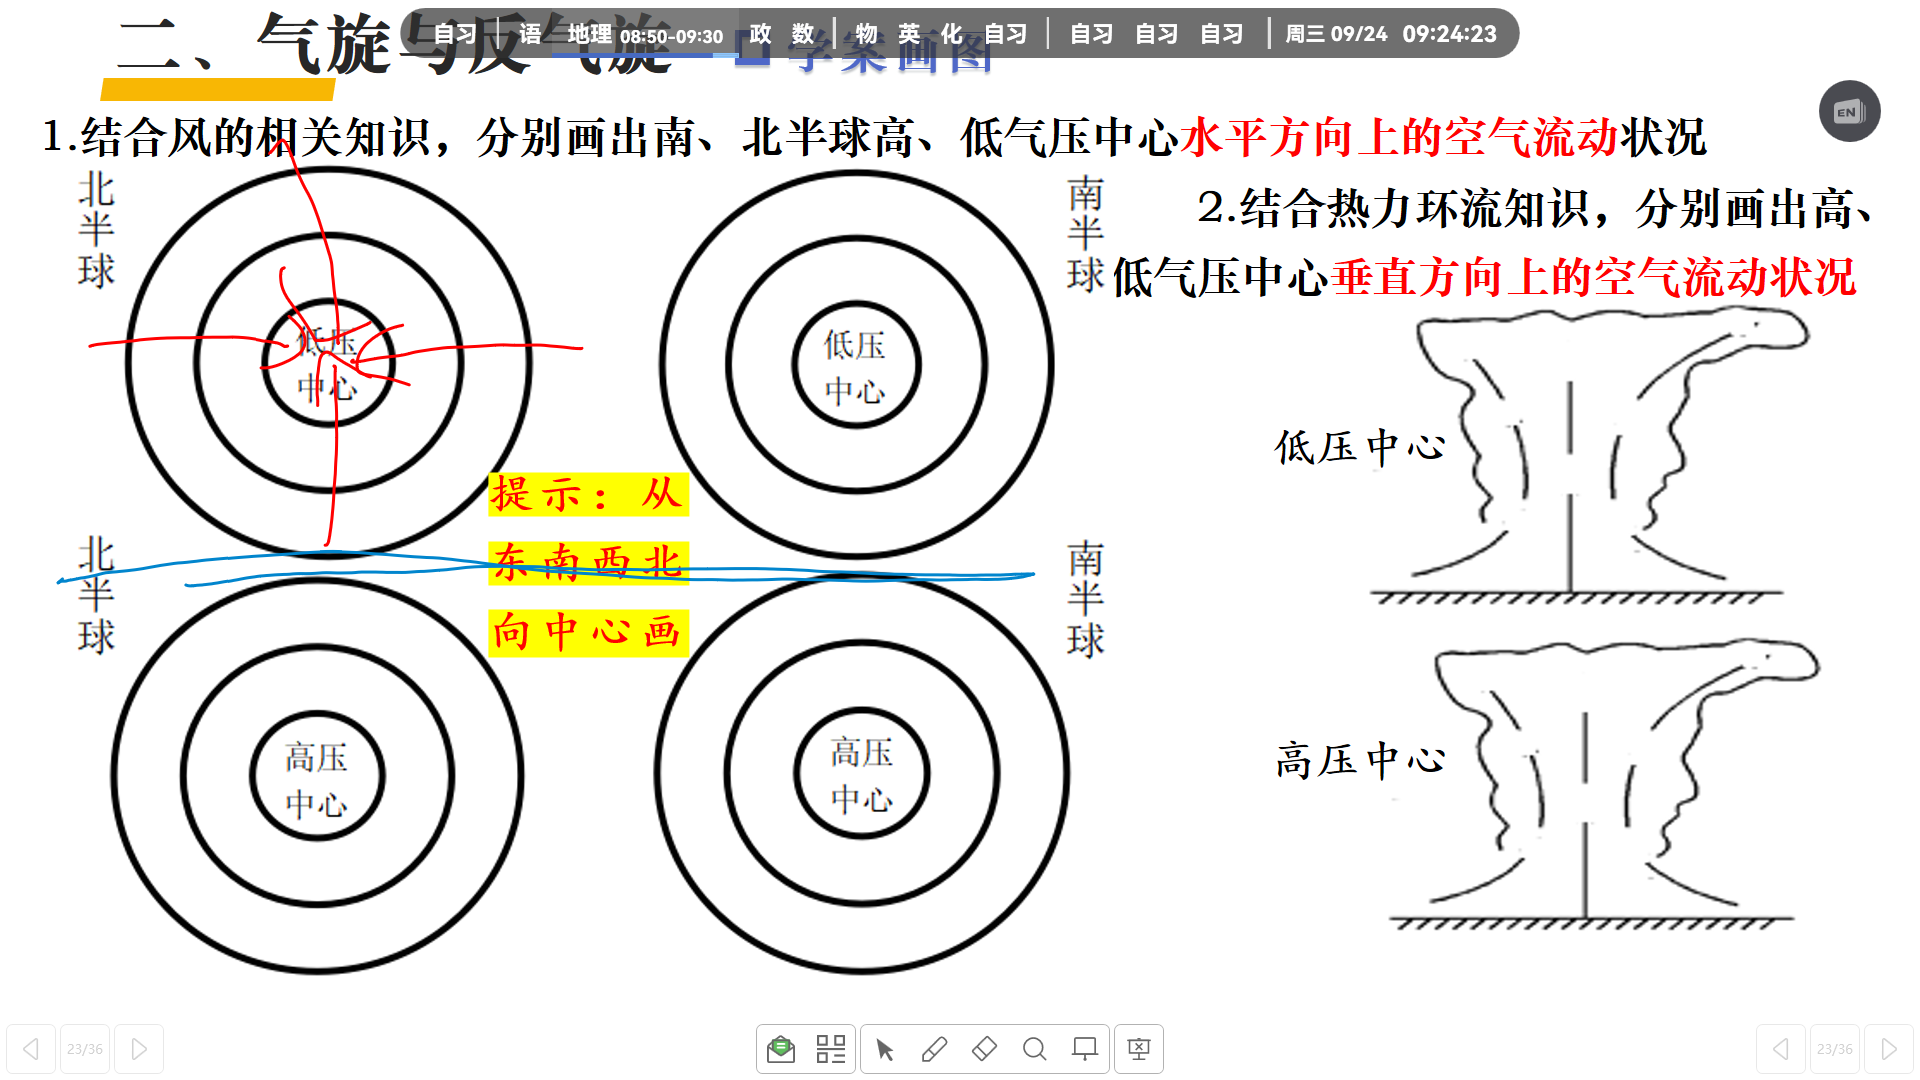 二、气旋与反气旋 学案画图
自习 语 地理 08:50-09:30 政 数 物 英 化 自习 自习 自习 自习 周三 09/24 09:24:23
EN
1.结合风的相关知识，分别画出南、北半球高、低气压中心水平方向上的空气流动状况
北半球
南半球
2.结合热力环流知识，分别画出高、
低气压中心垂直方向上的空气流动状况
低压
中心
低压
中心
低压中心
提示：从
东南西北
向中心画
北半球
南半球
高压
中心
高压
中心
高压中心
23/36
23/36